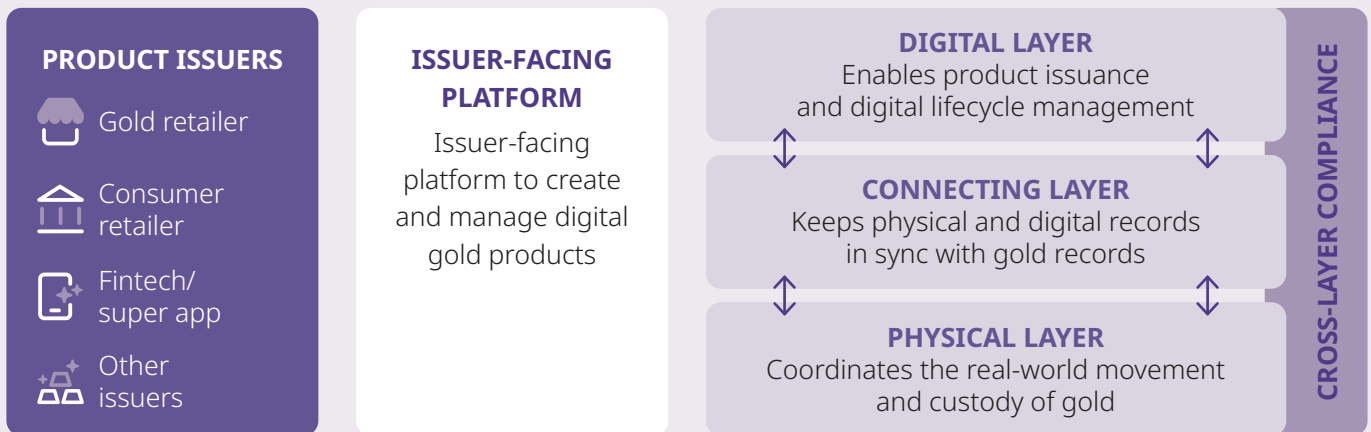 PRODUCT ISSUERS
Gold retailer
Consumer
retailer
Fintech/
super app
Other
issuers
ISSUER-FACING
PLATFORM
Issuer-facing
platform to create
and manage digital
gold products
DIGITAL LAYER
Enables product issuance
and digital lifecycle management
CONNECTING LAYER
Keeps physical and digital records
in sync with gold records
PHYSICAL LAYER
Coordinates the real-world movement
and custody of gold
CROSS-LAYER COMPLIANCE